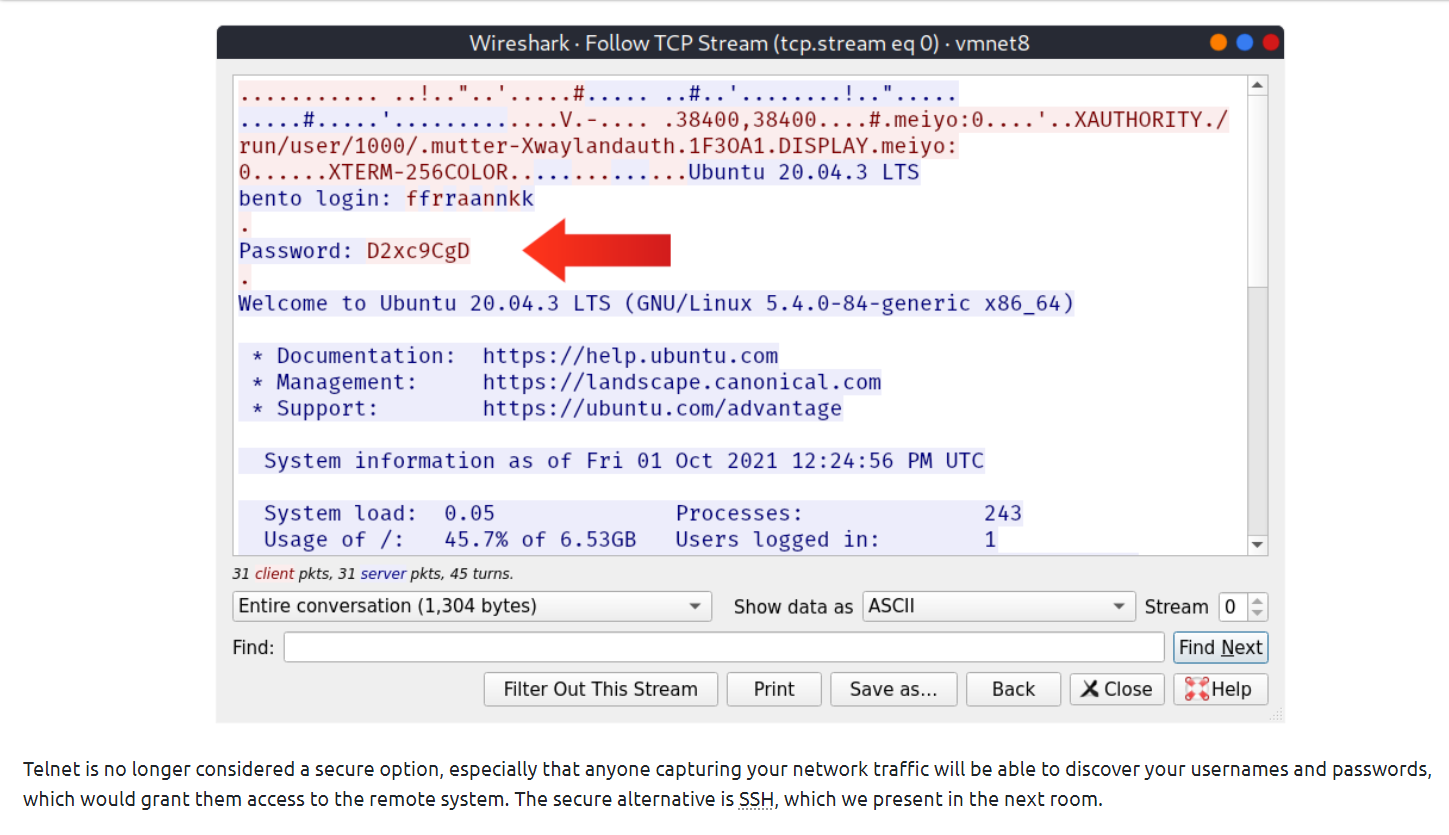 Wireshark · Follow TCP Stream (tcp.stream eq 0) · vmnet8
........... ..!.."..'.....#..... ..#..'........!..".....
.....#.....'.............V.-.... .38400,38400....#.meiyo:0....'..XAUTHORITY./
run/user/1000/.mutter-Xwaylandauth.1F3OA1.DISPLAY.meiyo:
0......XTERM-256COLOR..............Ubuntu 20.04.3 LTS
bento login: ffrraannkk
.
Password: D2xc9CgD
.
Welcome to Ubuntu 20.04.3 LTS (GNU/Linux 5.4.0-84-generic x86_64)
* Documentation:  https://help.ubuntu.com
* Management:     https://landscape.canonical.com
* Support:        https://ubuntu.com/advantage
System information as of Fri 01 Oct 2021 12:24:56 PM UTC
System load:  0.05              Processes:              243
Usage of /:   45.7% of 6.53GB   Users logged in:        1
31 client pkts, 31 server pkts, 45 turns.
Entire conversation (1,304 bytes) Show data as ASCII Stream 0
Find: Find Next
Filter Out This Stream Print Save as... Back Close Help
Telnet is no longer considered a secure option, especially that anyone capturing your network traffic will be able to discover your usernames and passwords,
which would grant them access to the remote system. The secure alternative is SSH, which we present in the next room.